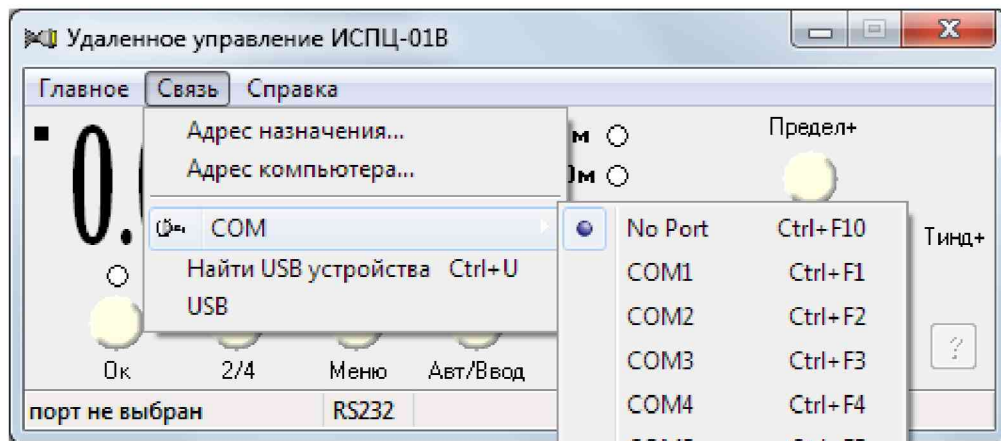 Удаленное управление ИСПЦ-01В
Главное Связь Справка
0.
Адрес назначения...
Адрес компьютера...
м
м
Предел+
COM
Найти USB устройства Ctrl+U
USB
No Port Ctrl+F10
COM1 Ctrl+F1
COM2 Ctrl+F2
COM3 Ctrl+F3
COM4 Ctrl+F4
Тинд+
?
Ок 2/4 Меню Авт/Ввод
порт не выбран RS232